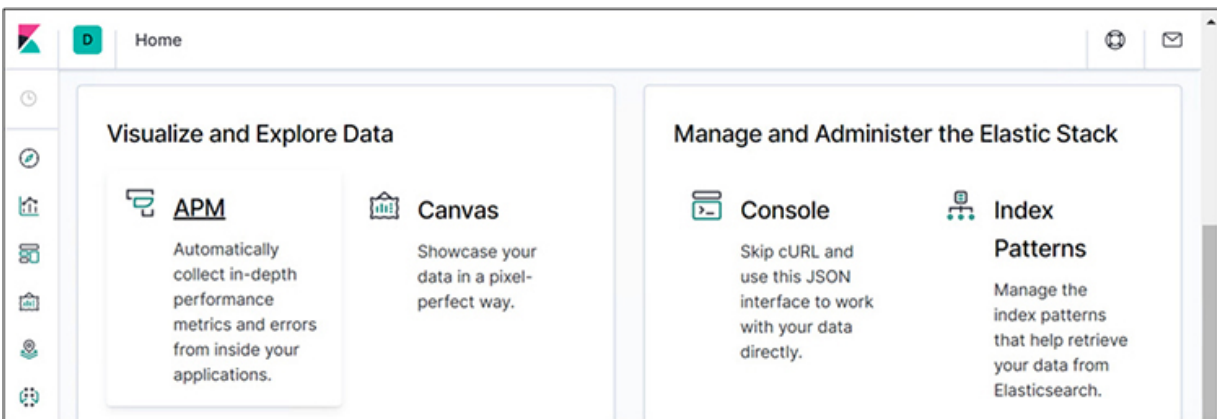 D
Home
Visualize and Explore Data
APM
Automatically
collect in-depth
performance
metrics and errors
from inside your
applications.
Canvas
Showcase your
data in a pixel-
perfect way.
Manage and Administer the Elastic Stack
Console
Skip cURL and
use this JSON
interface to work
with your data
directly.
Index
Patterns
Manage the
index patterns
that help retrieve
your data from
Elasticsearch.